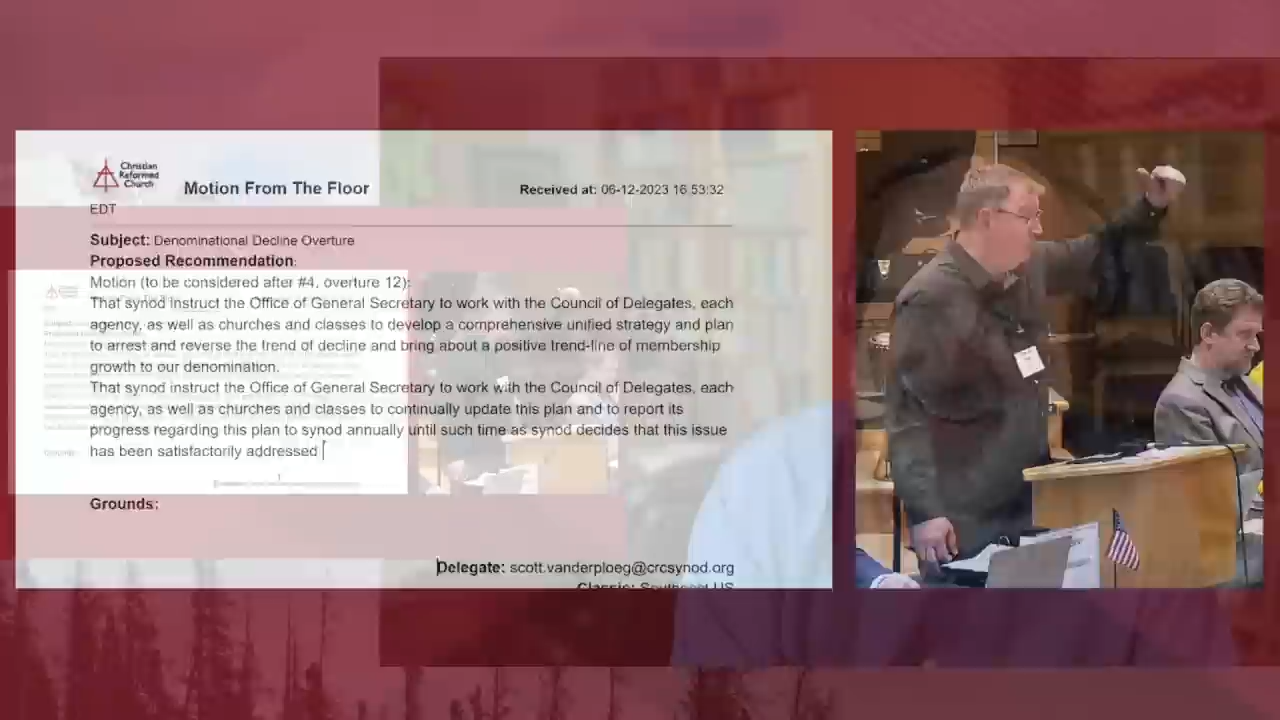 Christian
Reformed
Church
Motion From The Floor
Received at: 06-12-2023 16 53:32
EDT
Subject: Denominational Decline Overture
Proposed Recommendation:
Motion (to be considered after #4, overture 12):
That synod instruct the Office of General Secretary to work with the Council of Delegates, each
agency, as well as churches and classes to develop a comprehensive unified strategy and plan
to arrest and reverse the trend of decline and bring about a positive trend-line of membership
growth to our denomination.
That synod instruct the Office of General Secretary to work with the Council of Delegates, each
agency, as well as churches and classes to continually update this plan and to report its
progress regarding this plan to synod annually until such time as synod decides that this issue
has been satisfactorily addressed
Grounds:
Delegate: scott.vanderploeg@crcsynod.org
Classis: Southeast US